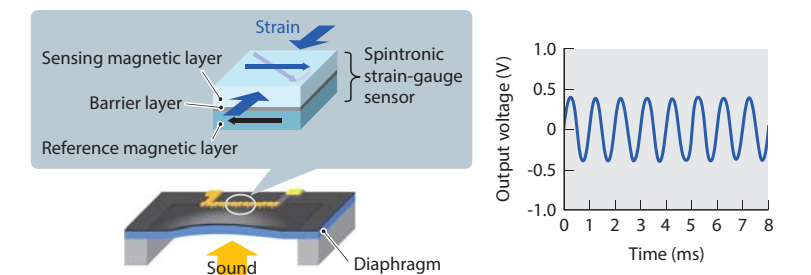 Strain
Sensing magnetic layer
Spintronic
strain-gauge
sensor
Barrier layer
Reference magnetic layer
Sound
Diaphragm
Output voltage (V)
1.0
0.5
0
-0.5
-1.0
0 1 2 3 4 5 6 7 8
Time (ms)